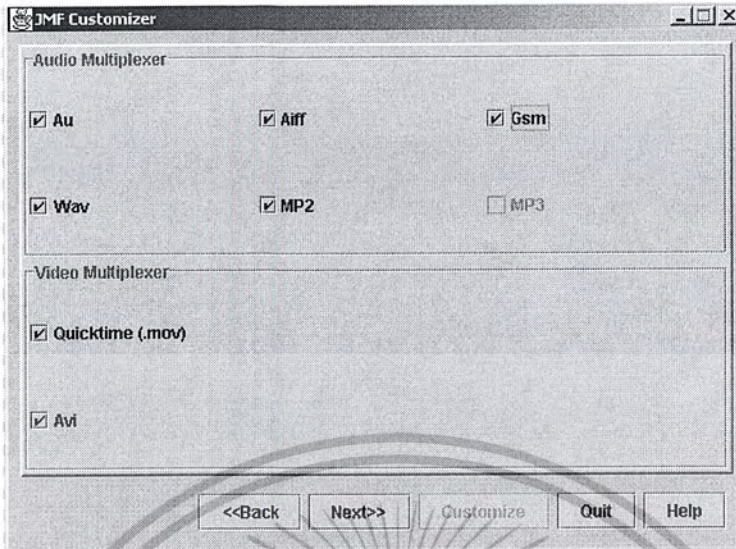 JMF Customizer
Audio Multiplexer
Au Aiff Gsm
Wav MP2 MP3
Video Multiplexer
Quicktime (.mov)
Avi
<<Back Next>> Customize Quit Help